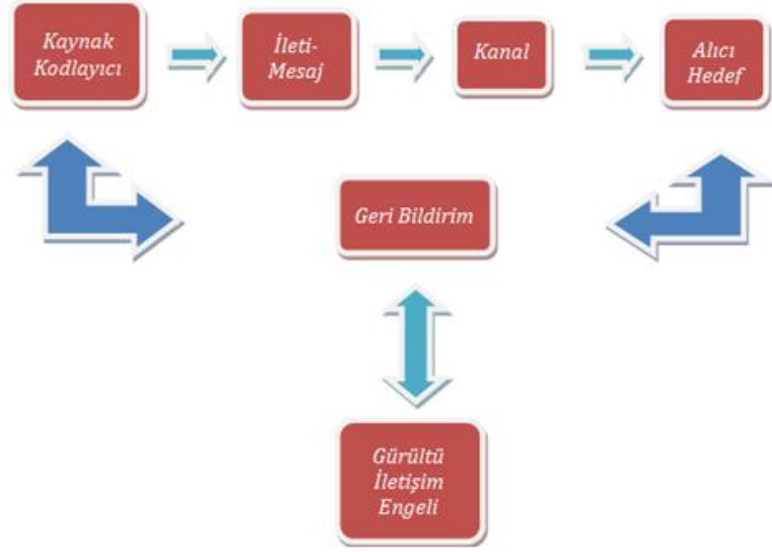 Kaynak
Kodlayıcı
İleti-
Mesaj
Kanal
Alıcı
Hedef
Geri Bildirim
Gürültü
İletişim
Engeli